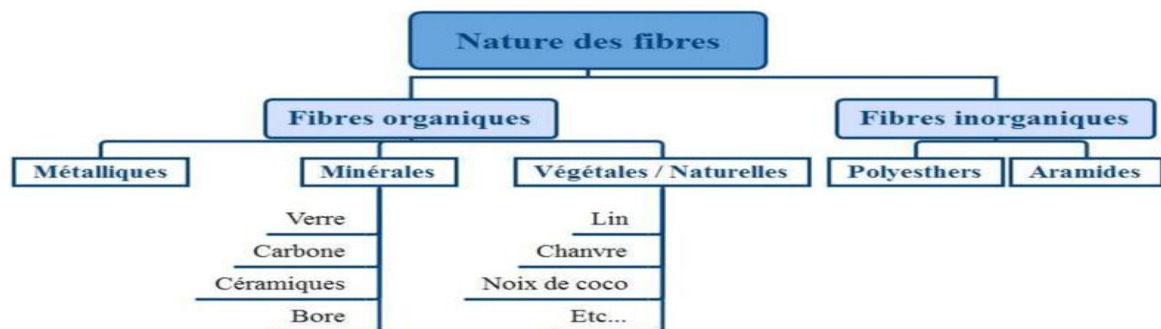 Nature des fibres
Fibres organiques
Fibres inorganiques
Métalliques
Minérales
Végétales / Naturelles
Polyesthers
Aramides
Verre
Carbone
Céramiques
Bore
Lin
Chanvre
Noix de coco
Etc...